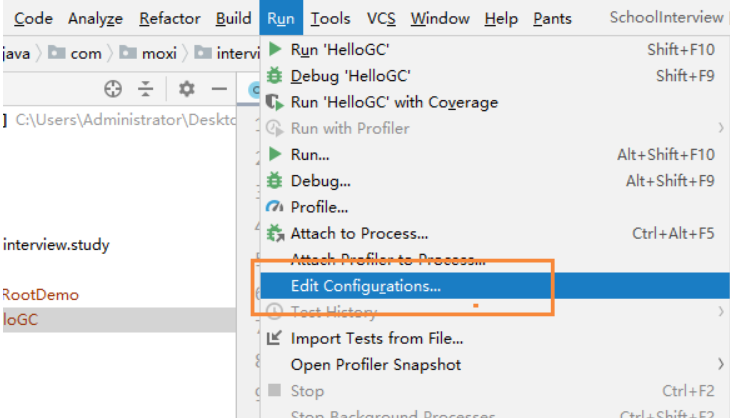 Code Analyze Refactor Build Run Tools VCS Window Help Pants SchoolInterview
java com moxi intervi
] C:\Users\Administrator\Deskto
interview.study
RootDemo
loGC
Run 'HelloGC' Shift+F10
Debug 'HelloGC' Shift+F9
Run 'HelloGC' with Coverage
Run with Profiler
Run... Alt+Shift+F10
Debug... Alt+Shift+F9
Profile...
Attach to Process... Ctrl+Alt+F5
Attach Profiler to Process...
Edit Configurations...
Test History
Import Tests from File...
Open Profiler Snapshot
Stop Ctrl+F2
Stop Background Processes... Ctrl+Shift+F2